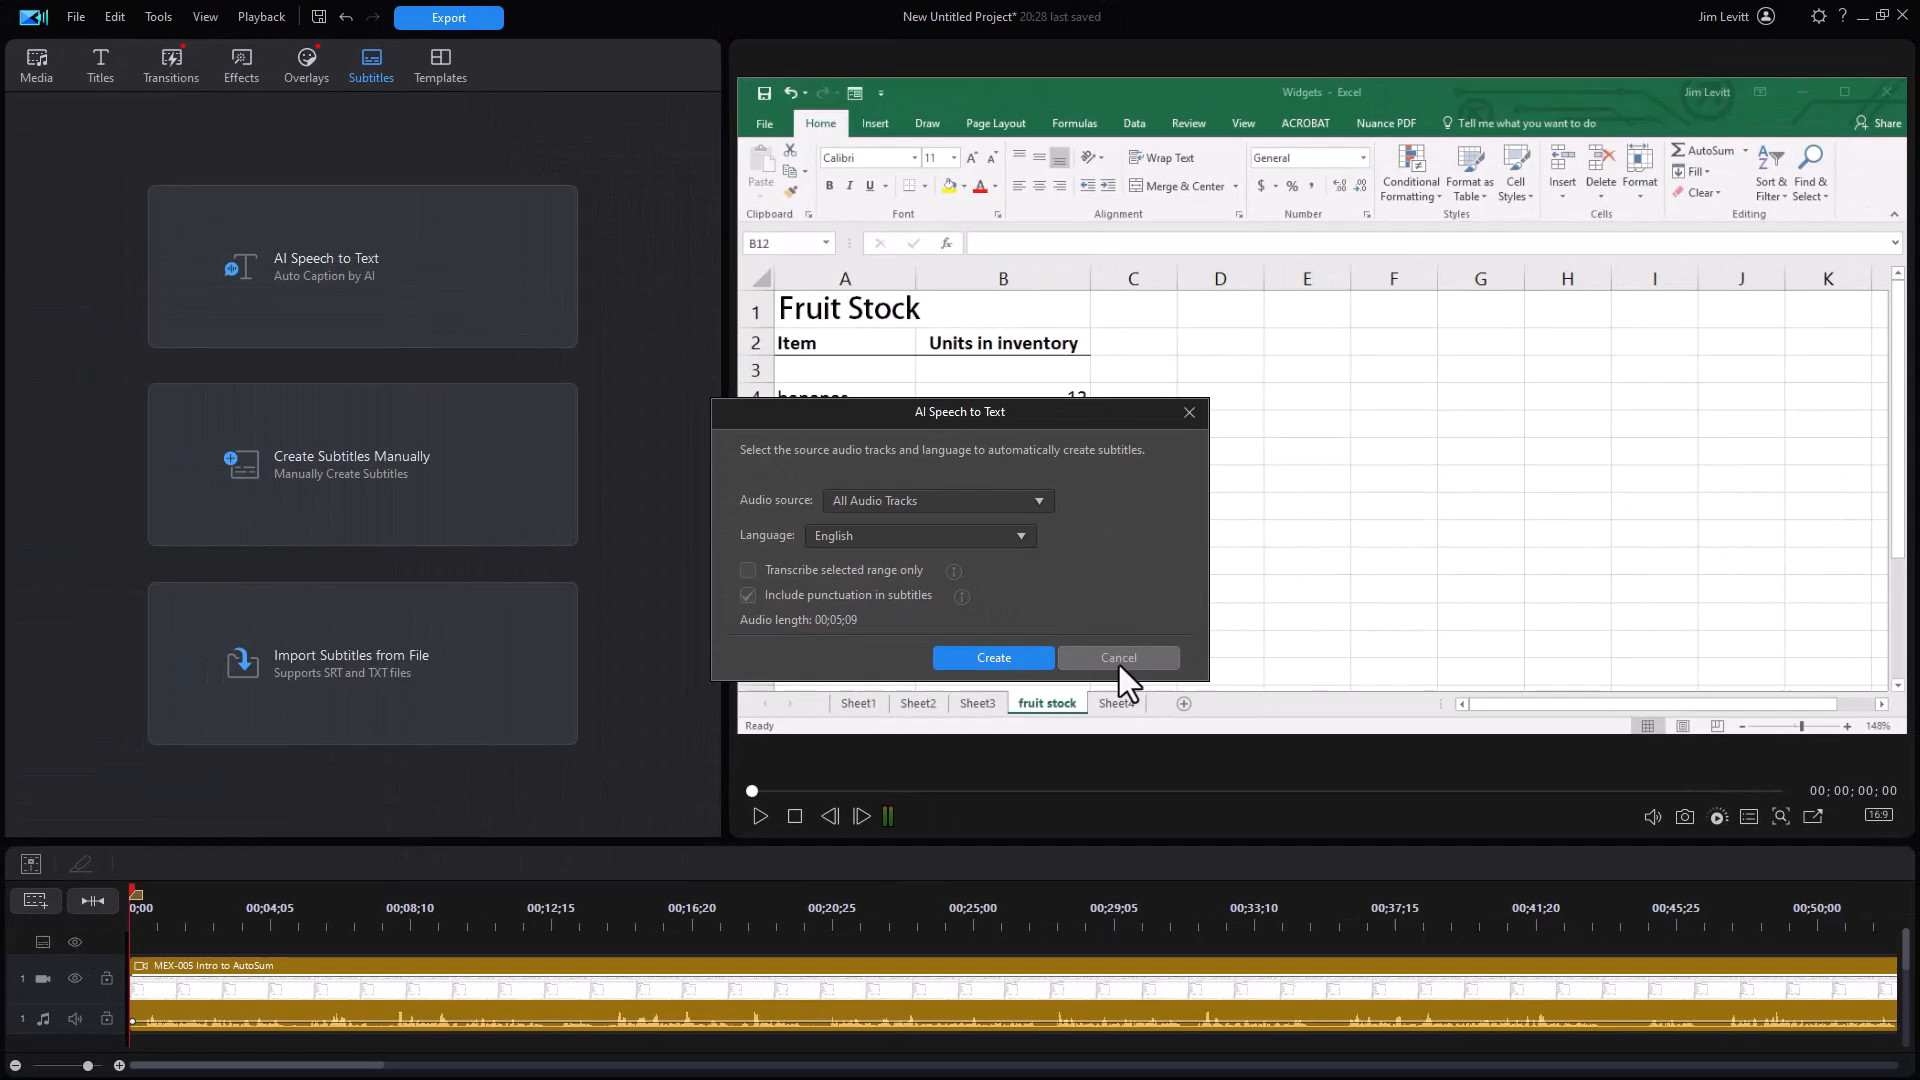 File Edit Tools View Playback Export New Untitled Project* 20:28 last saved Jim Levitt ?
Media Titles Transitions Effects Overlays Subtitles Templates
AI Speech to Text
Auto Caption by AI
Create Subtitles Manually
Manually Create Subtitles
Import Subtitles from File
Supports SRT and TXT files
Widgets - Excel Jim Levitt
File Home Insert Draw Page Layout Formulas Data Review View ACROBAT Nuance PDF Tell me what you want to do Share
Paste Calibri 11 A A Wrap Text General Conditional Formatting Format as Table Cell Styles Insert Delete Format AutoSum Fill Clear Sort & Filter Find & Select
B I U A Merge & Center $ % ,
Clipboard Font Alignment Number Styles Cells Editing
B12 fx
A B C D E F G H I J K
1 Fruit Stock
2 Item Units in inventory
3
4 bananas 12
AI Speech to Text
Select the source audio tracks and language to automatically create subtitles.
Audio source: All Audio Tracks
Language: English
Transcribe selected range only
Include punctuation in subtitles
Audio length: 00;05;09
Create Cancel
Sheet1 Sheet2 Sheet3 fruit stock Sheet4
Ready 148%
00; 00; 00; 00
16:9
0;00 00;04;05 00;08;10 00;12;15 00;16;20 00;20;25 00;25;00 00;29;05 00;33;10 00;37;15 00;41;20 00;45;25 00;50;00
1 MEX-005 Intro to AutoSum
1